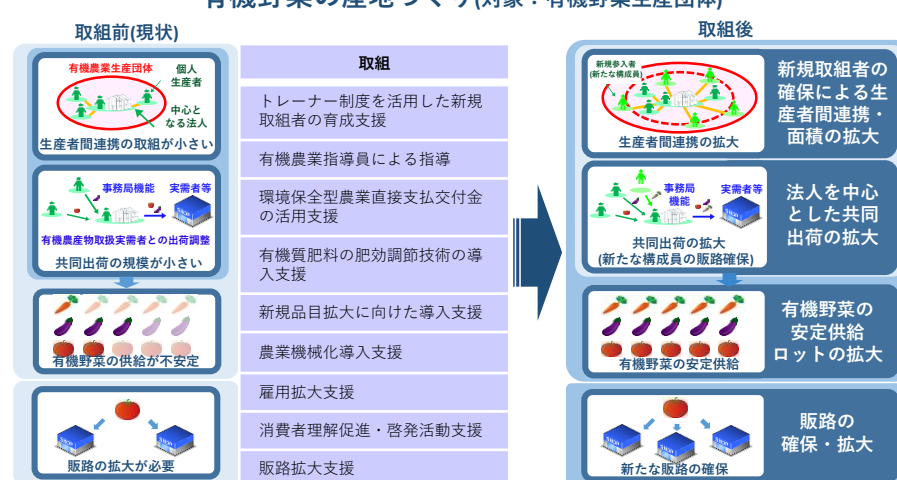 有機野菜の産地づくり(対象：有機野菜生産団体)
取組前(現状)
有機農業生産団体
個人
生産者
中心と
なる法人
生産者間連携の取組が小さい
事務局機能
実需者等
SHOP
有機農産物取扱実需者との出荷調整
共同出荷の規模が小さい
有機野菜の供給が不安定
SHOP
SHOP
販路の拡大が必要
取組
トレーナー制度を活用した新規
取組者の育成支援
有機農業指導員による指導
環境保全型農業直接支払交付金
の活用支援
有機質肥料の肥効調節技術の導
入支援
新規品目拡大に向けた導入支援
農業機械化導入支援
雇用拡大支援
消費者理解促進・啓発活動支援
販路拡大支援
取組後
新規参入者
(新たな構成員)
生産者間連携の拡大
新規取組者の
確保による生
産者間連携・
面積の拡大
事務局
機能
実需者等
SHOP
共同出荷の拡大
(新たな構成員の販路確保)
法人を中心
とした共同
出荷の拡大
有機野菜の安定供給
有機野菜の
安定供給
ロットの拡大
SHOP
SHOP
SHOP
新たな販路の確保
販路の
確保・拡大